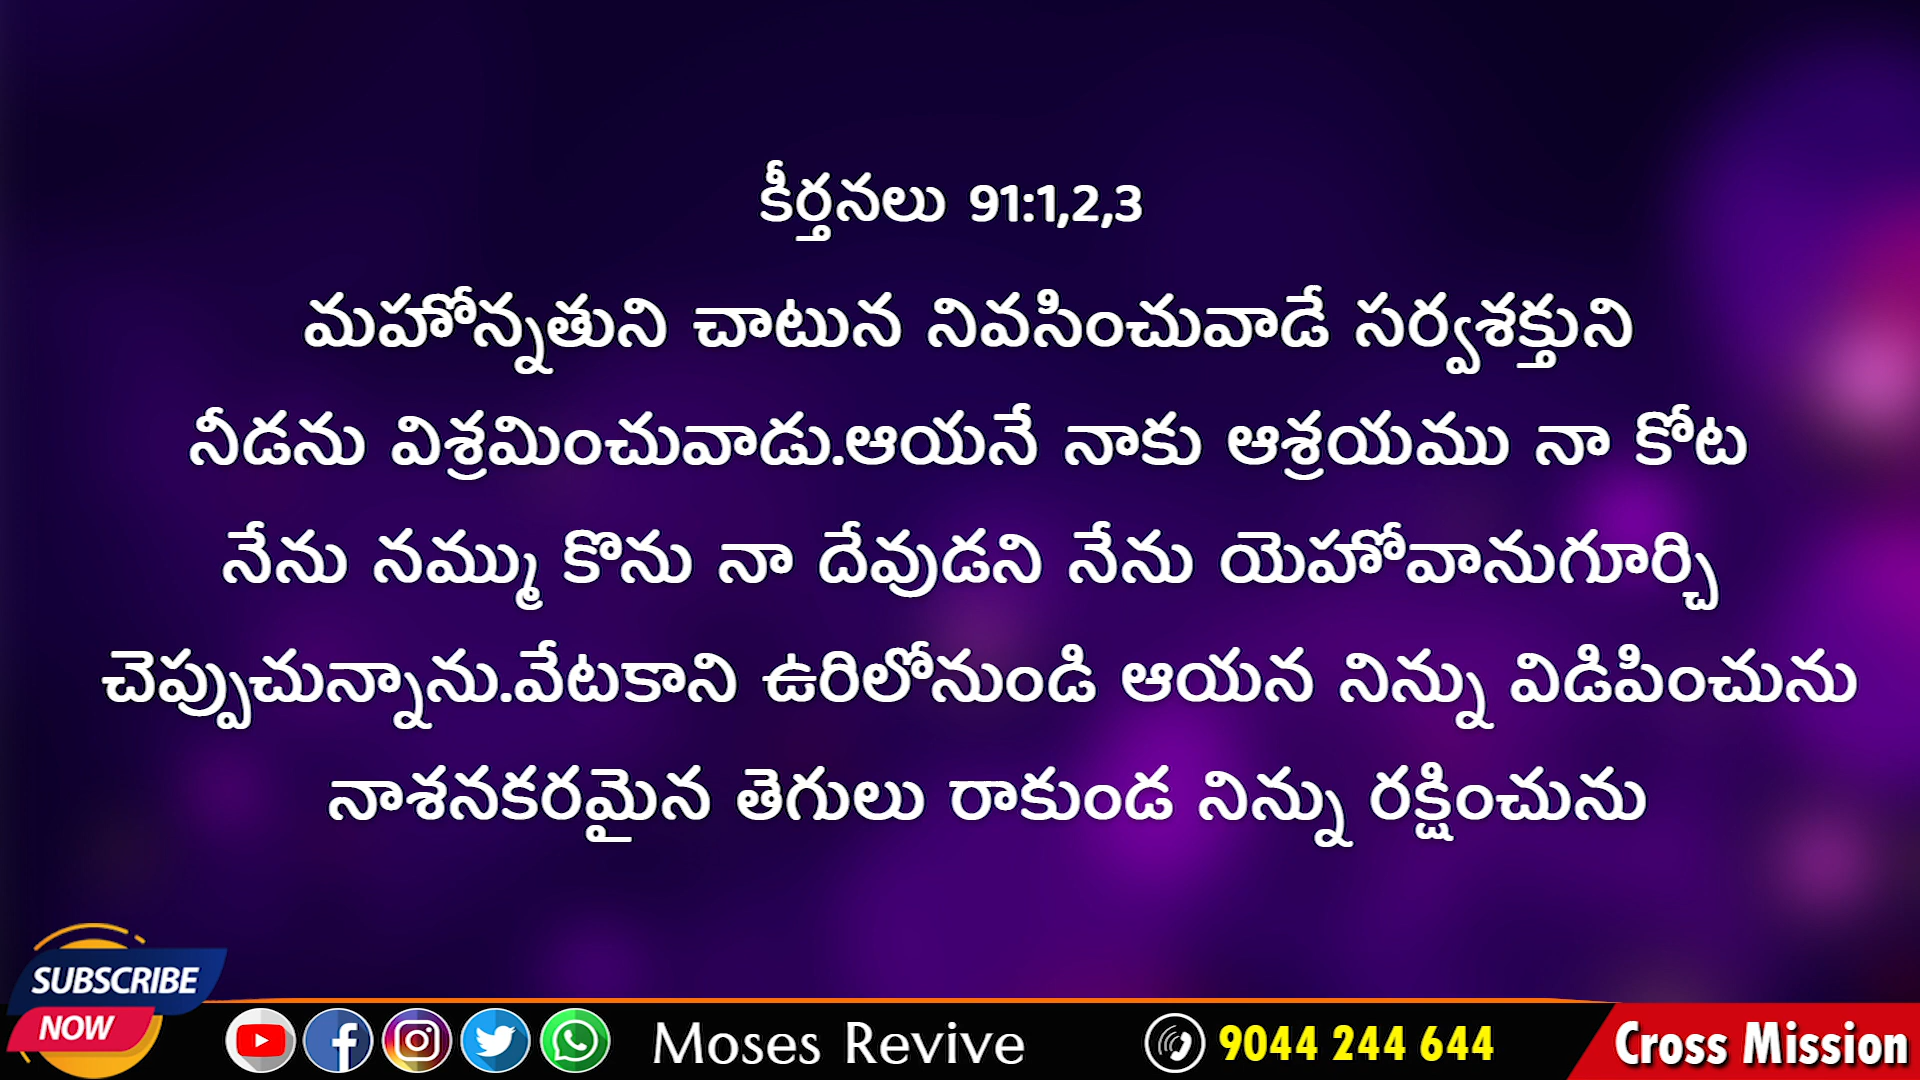 కీర్తనలు 91:1,2,3
మహోన్నతుని చాటున నివసించువాడే సర్వశక్తుని
నీడను విశ్రమించువాడు.ఆయనే నాకు ఆశ్రయము నా కోట
నేను నమ్ము కొను నా దేవుడని నేను యెహోవానుగూర్చి
చెప్పుచున్నాను.వేటకాని ఉరిలోనుండి ఆయన నిన్ను విడిపించును
నాశనకరమైన తెగులు రాకుండ నిన్ను రక్షించును
SUBSCRIBE
NOW
Moses Revive
9044 244 644
Cross Mission